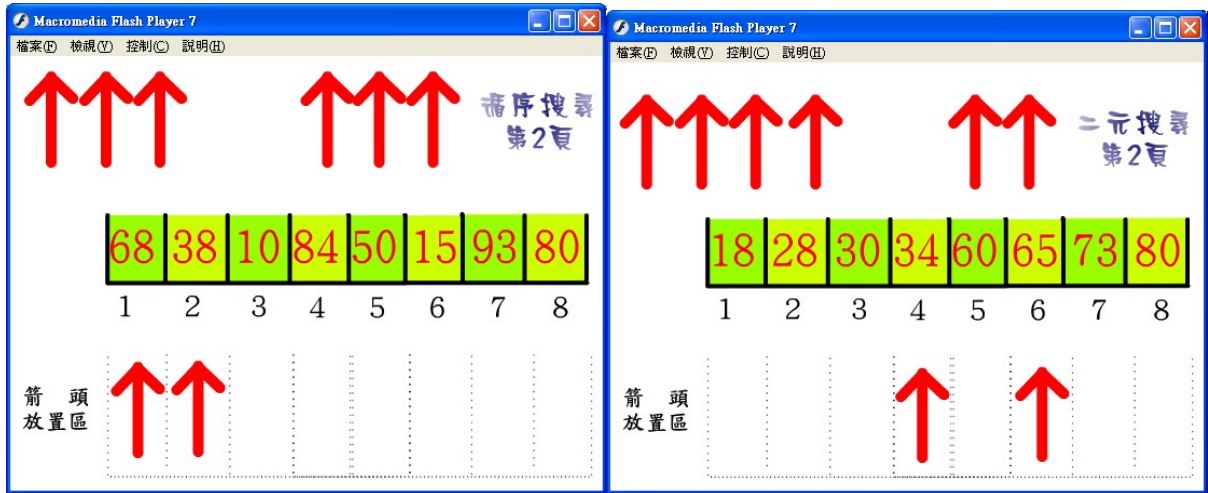 Macromedia Flash Player 7
檔案(F) 檢視(V) 控制(C) 說明(H)
循序搜尋
第2頁
68 38 10 84 50 15 93 80
1 2 3 4 5 6 7 8
箭 頭
放置區
Macromedia Flash Player 7
檔案(F) 檢視(V) 控制(C) 說明(H)
二元搜尋
第2頁
18 28 30 34 60 65 73 80
1 2 3 4 5 6 7 8
箭 頭
放置區